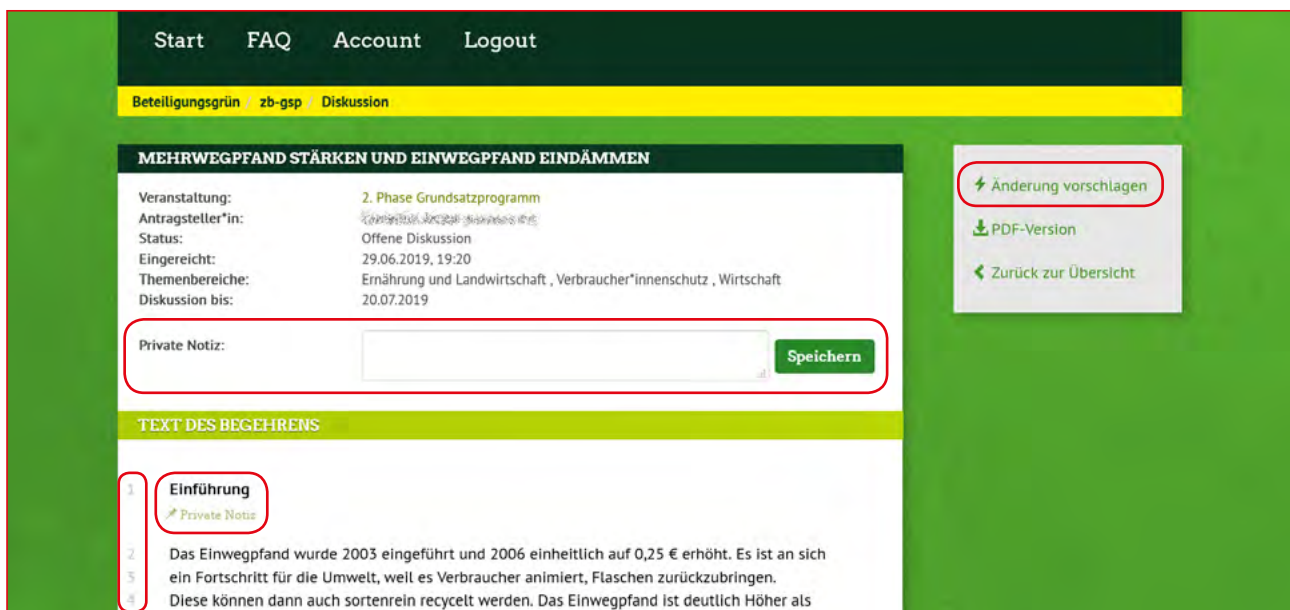 Start FAQ Account Logout
Beteiligungsgrün / zb-gsp / Diskussion
MEHRWEGPFAND STÄRKEN UND EINWEGPFAND EINDÄMMEN
Veranstaltung: 2. Phase Grundsatzprogramm
Antragsteller*in:
Status: Offene Diskussion
Eingereicht: 29.06.2019, 19:20
Themenbereiche: Ernährung und Landwirtschaft , Verbraucher*innenschutz , Wirtschaft
Diskussion bis: 20.07.2019
Private Notiz: Speichern
Änderung vorschlagen
PDF-Version
Zurück zur Übersicht
TEXT DES BEGEHRENS
1 Einführung
Private Notiz
2 Das Einwegpfand wurde 2003 eingeführt und 2006 einheitlich auf 0,25 € erhöht. Es ist an sich
3 ein Fortschritt für die Umwelt, weil es Verbraucher animiert, Flaschen zurückzubringen.
4 Diese können dann auch sortenrein recycelt werden. Das Einwegpfand ist deutlich Höher als